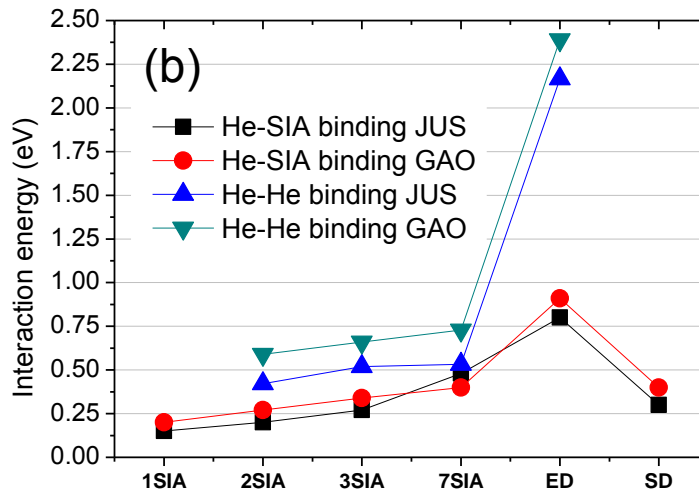 2.50
2.25
2.00
1.75
1.50
1.25
1.00
0.75
0.50
0.25
0.00
Interaction energy (eV)
(b)
He-SIA binding JUS
He-SIA binding GAO
He-He binding JUS
He-He binding GAO
1SIA 2SIA 3SIA 7SIA ED SD